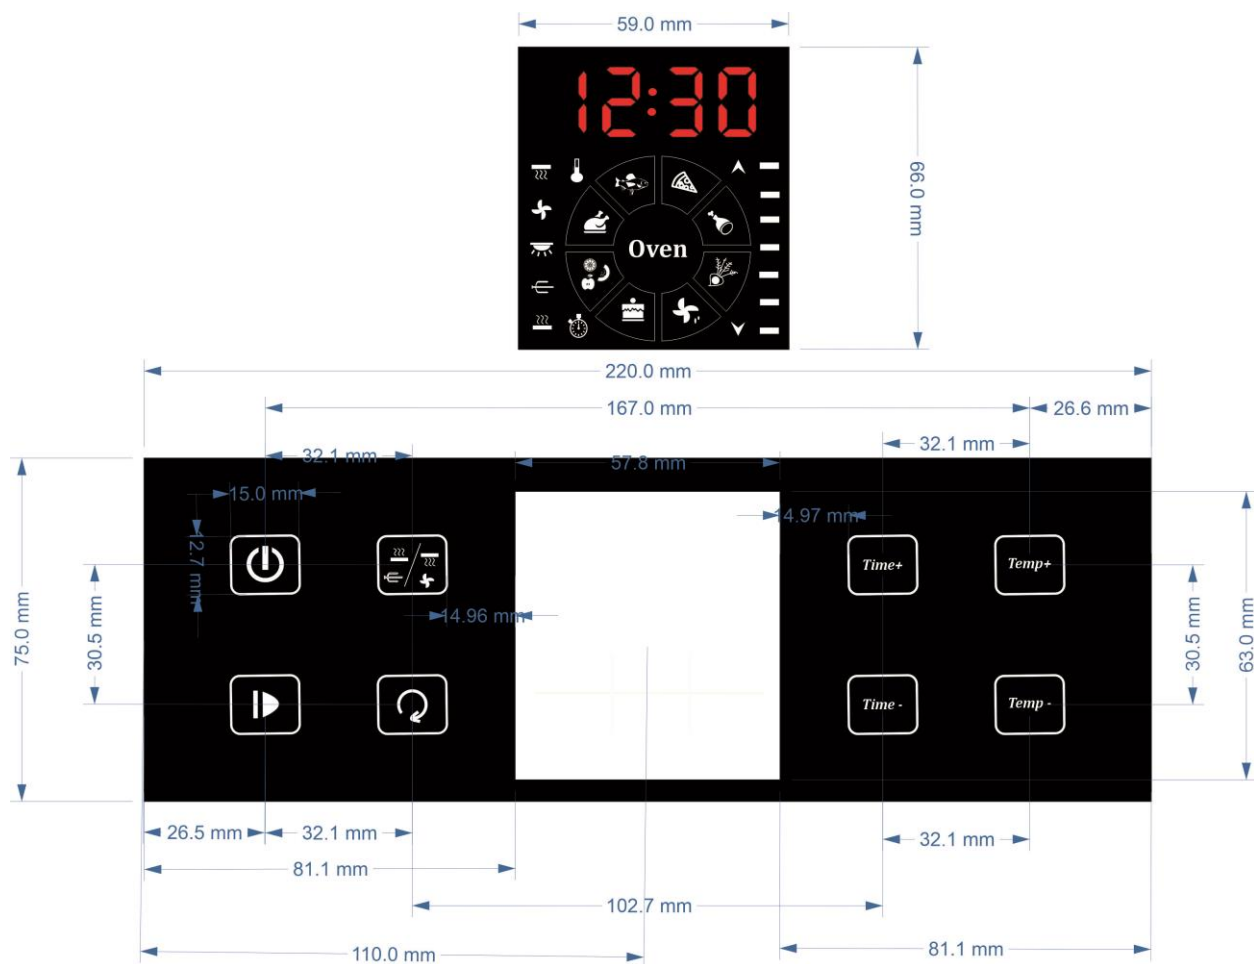 59.0 mm
12:30
66.0 mm
Oven
220.0 mm
167.0 mm
26.6 mm
32.1 mm
57.8 mm
32.1 mm
15.0 mm
14.97 mm
12.7 mm
Time+
Temp+
14.96 mm
75.0 mm
30.5 mm
30.5 mm
63.0 mm
Time -
Temp -
26.5 mm
32.1 mm
32.1 mm
81.1 mm
102.7 mm
110.0 mm
81.1 mm